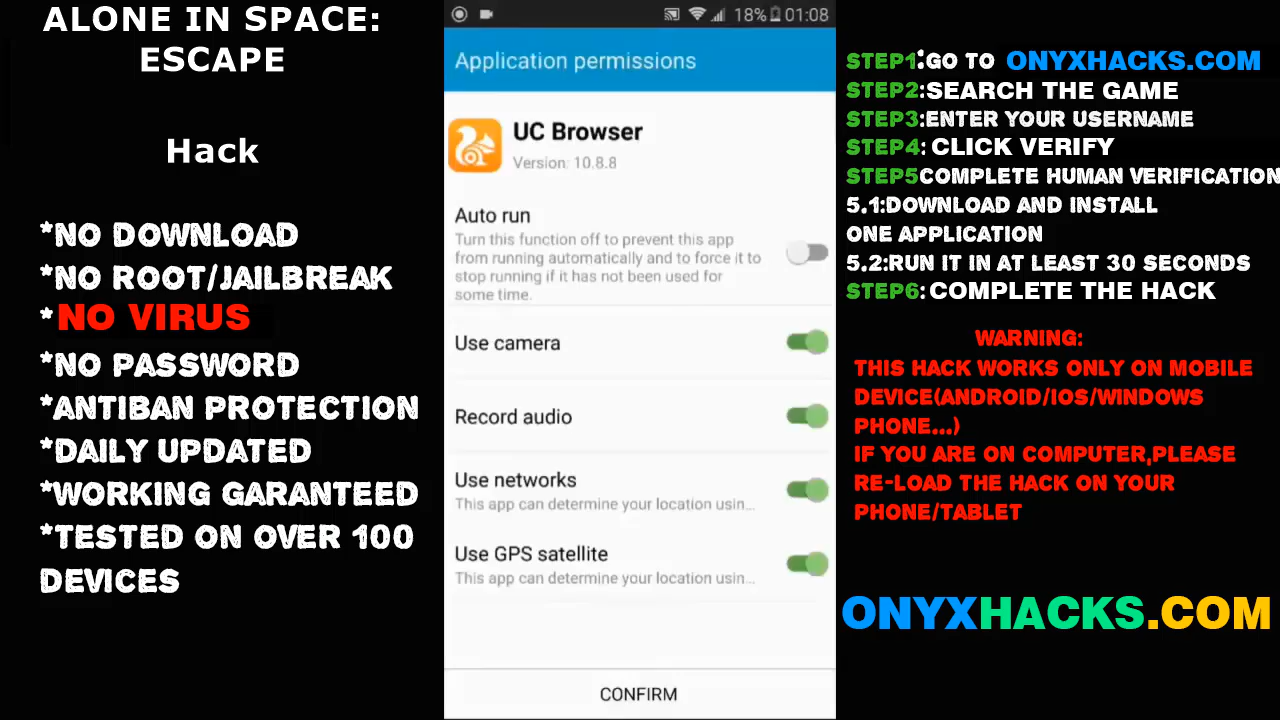 ALONE IN SPACE:
ESCAPE
Hack
*NO DOWNLOAD
*NO ROOT/JAILBREAK
*NO VIRUS
*NO PASSWORD
*ANTIBAN PROTECTION
*DAILY UPDATED
*WORKING GARANTEED
*TESTED ON OVER 100
DEVICES
18% 01:08
Application permissions
UC Browser
Version: 10.8.8
Auto run
Turn this function off to prevent this app
from running automatically and to force it to
stop running if it has not been used for
some time.
Use camera
Record audio
Use networks
This app can determine your location usin...
Use GPS satellite
This app can determine your location usin...
CONFIRM
STEP1:GO TO ONYXHACKS.COM
STEP2:SEARCH THE GAME
STEP3:ENTER YOUR USERNAME
STEP4: CLICK VERIFY
STEP5COMPLETE HUMAN VERIFICATION
5.1:DOWNLOAD AND INSTALL
ONE APPLICATION
5.2:RUN IT IN AT LEAST 30 SECONDS
STEP6: COMPLETE THE HACK
WARNING:
THIS HACK WORKS ONLY ON MOBILE
DEVICE(ANDROID/IOS/WINDOWS
PHONE...)
IF YOU ARE ON COMPUTER,PLEASE
RE-LOAD THE HACK ON YOUR
PHONE/TABLET
ONYXHACKS.COM